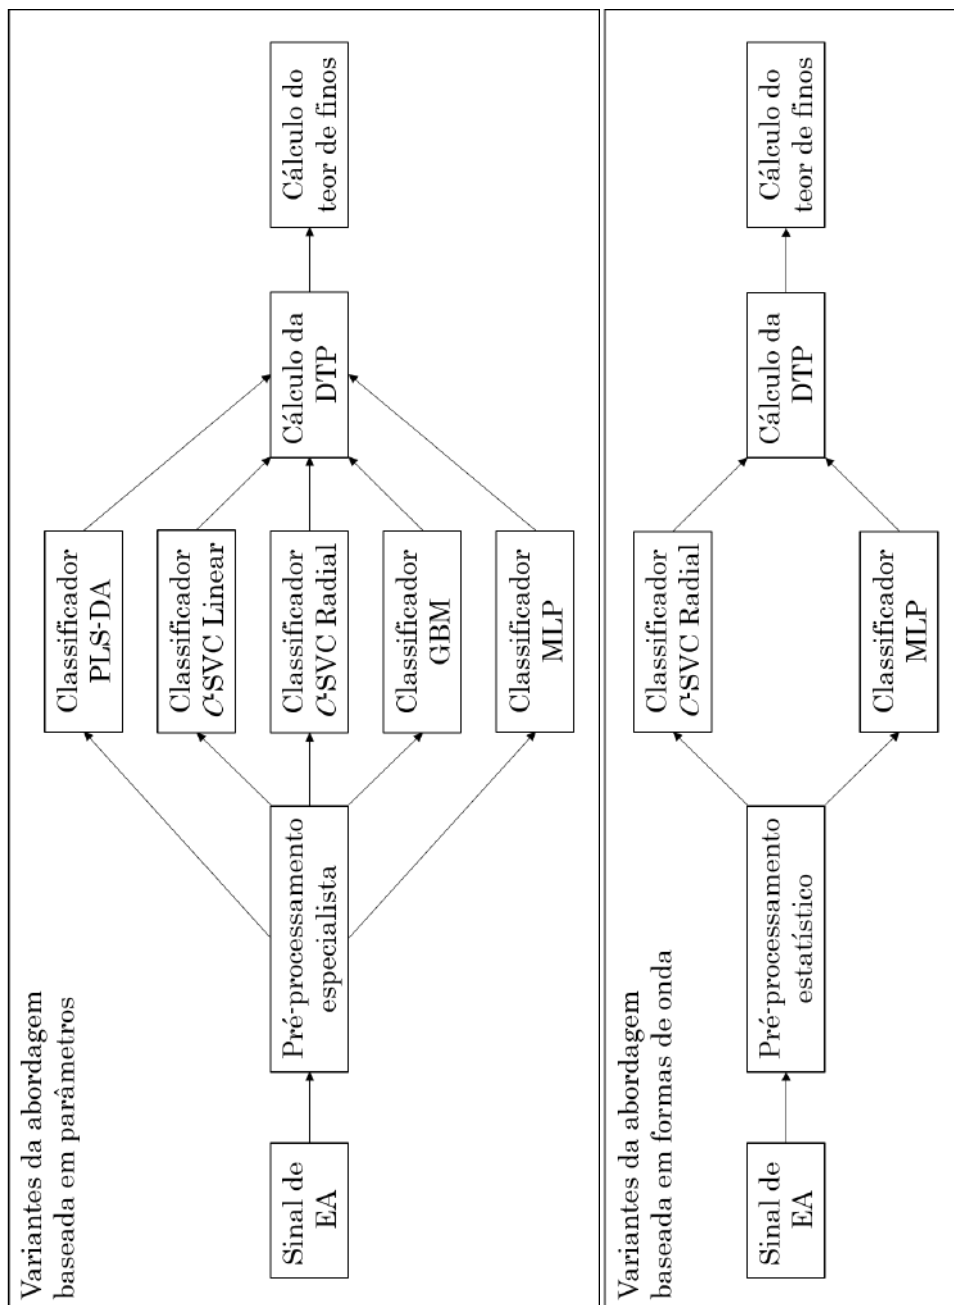 Variantes da abordagem
baseada em parâmetros
Sinal de
EA
Pré-processamento
especialista
Classificador
PLS-DA
Classificador
C-SVC Linear
Classificador
C-SVC Radial
Classificador
GBM
Classificador
MLP
Cálculo da
DTP
Cálculo do
teor de finos
Variantes da abordagem
baseada em formas de onda
Sinal de
EA
Pré-processamento
estatístico
Classificador
C-SVC Radial
Classificador
MLP
Cálculo da
DTP
Cálculo do
teor de finos